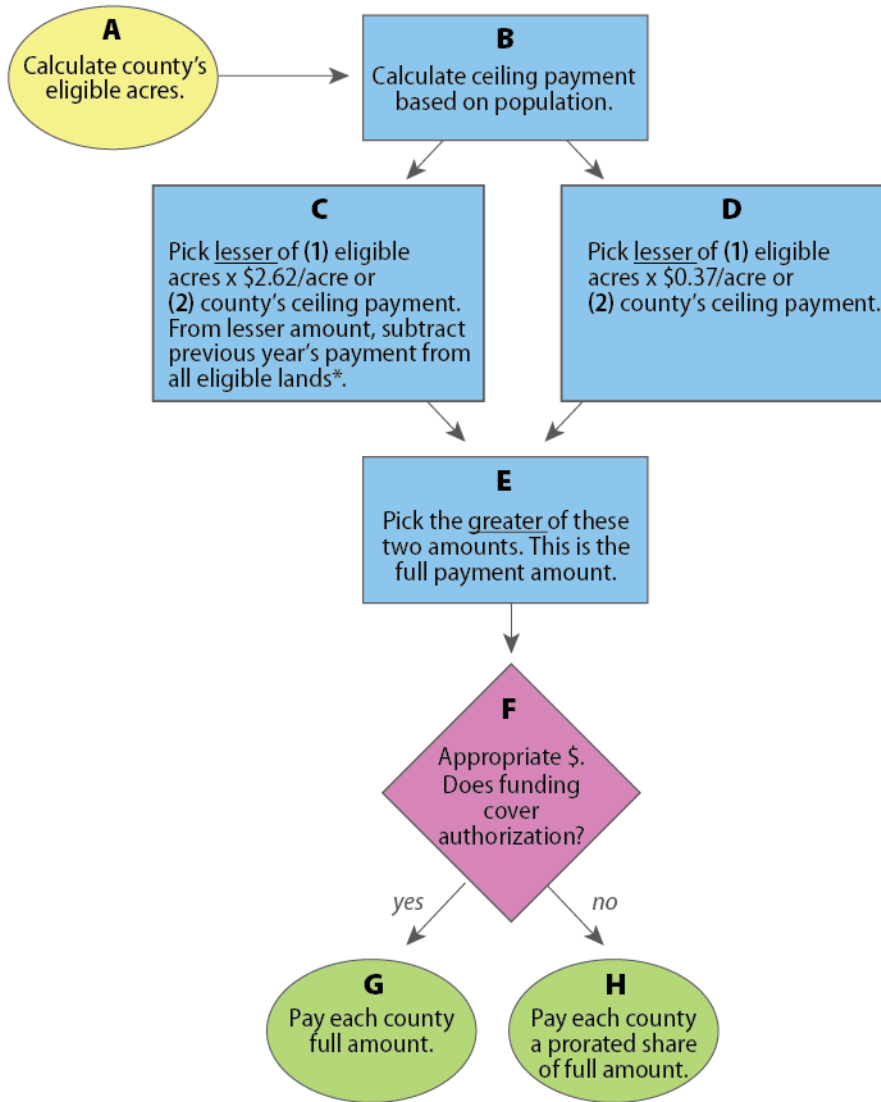 A
Calculate county's
eligible acres.
B
Calculate ceiling payment
based on population.
C
Pick lesser of (1) eligible
acres x $2.62/acre or
(2) county's ceiling payment.
From lesser amount, subtract
previous year's payment from
all eligible lands*.
D
Pick lesser of (1) eligible
acres x $0.37/acre or
(2) county's ceiling payment.
E
Pick the greater of these
two amounts. This is the
full payment amount.
F
Appropriate $.
Does funding
cover
authorization?
yes
no
G
Pay each county
full amount.
H
Pay each county
a prorated share
of full amount.